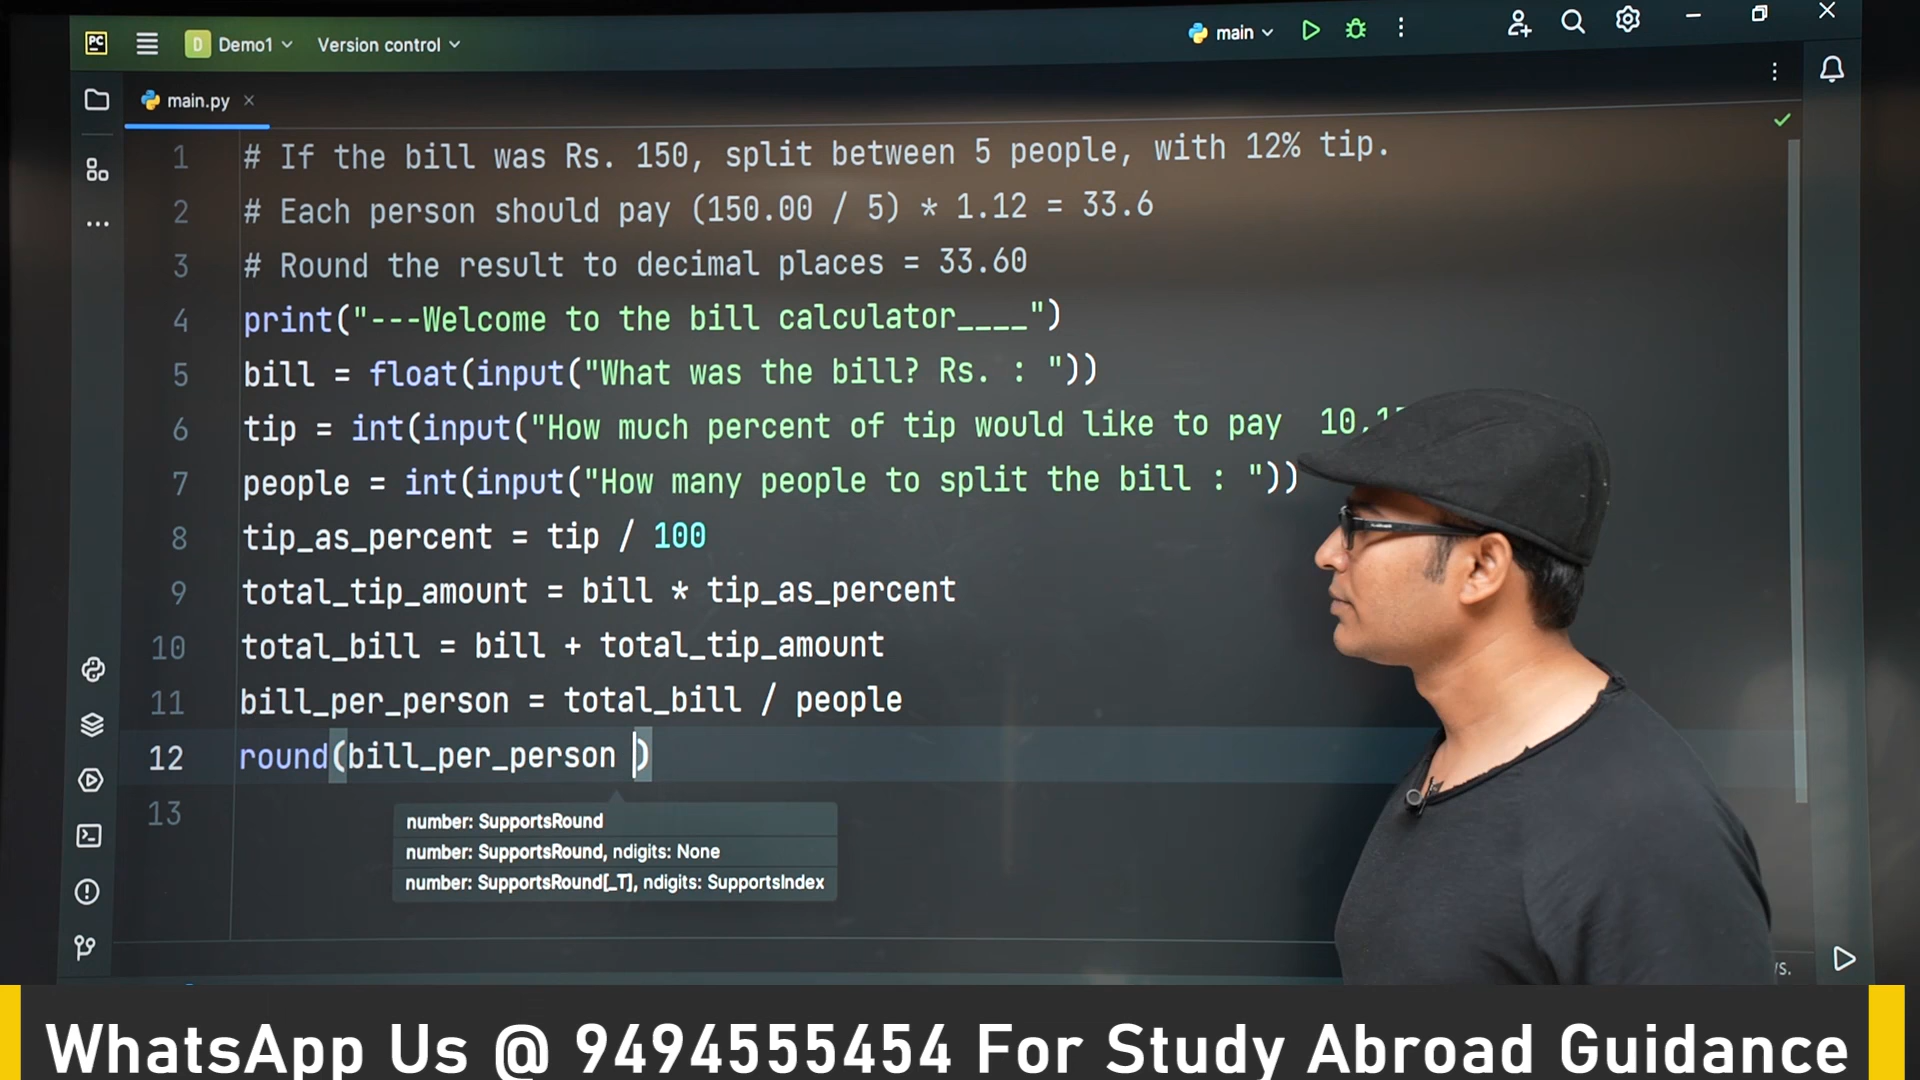 PC D Demo1 Version control main
main.py
1 # If the bill was Rs. 150, split between 5 people, with 12% tip.
2 # Each person should pay (150.00 / 5) * 1.12 = 33.6
3 # Round the result to decimal places = 33.60
4 print("---Welcome to the bill calculator____")
5 bill = float(input("What was the bill? Rs. : "))
6 tip = int(input("How much percent of tip would like to pay  10,1
7 people = int(input("How many people to split the bill : "))
8 tip_as_percent = tip / 100
9 total_tip_amount = bill * tip_as_percent
10 total_bill = bill + total_tip_amount
11 bill_per_person = total_bill / people
12 round(bill_per_person )
13
number: SupportsRound
number: SupportsRound, ndigits: None
number: SupportsRound[_T], ndigits: SupportsIndex
WhatsApp Us @ 9494555454 For Study Abroad Guidance